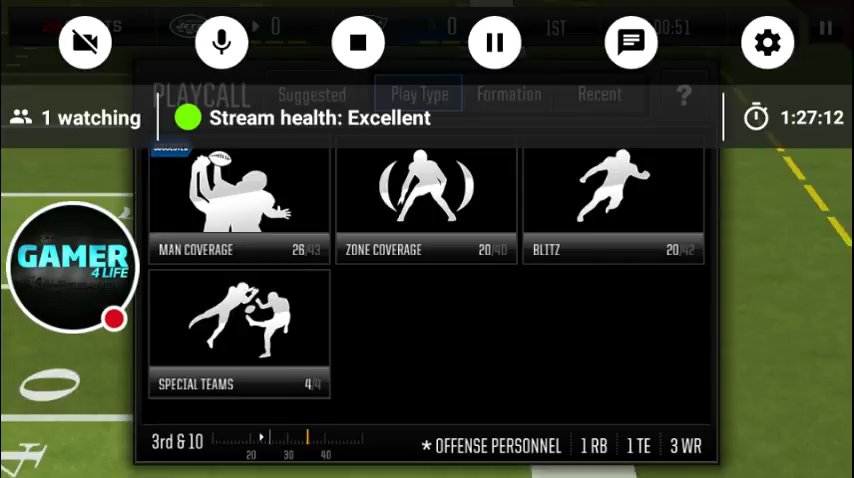 0
0
1ST
:51
PLAYCALL
Suggested
Play Type
Formation
Recent
?
1 watching
Stream health: Excellent
1:27:12
SUGGESTED
MAN COVERAGE
26/43
ZONE COVERAGE
20/40
BLITZ
20/42
GAMER
4 LIFE
SPECIAL TEAMS
4/4
3rd & 10
20
30
40
* OFFENSE PERSONNEL
1 RB
1 TE
3 WR